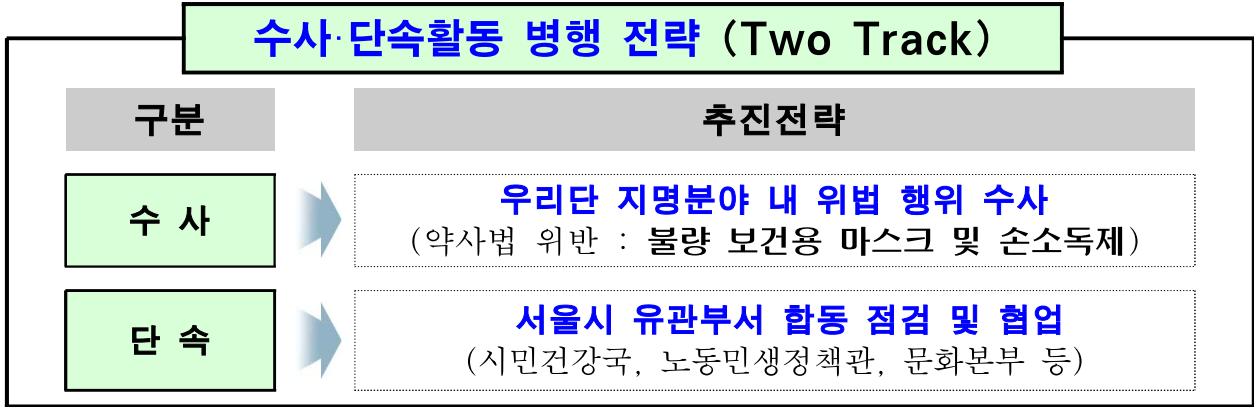 수사·단속활동 병행 전략 (Two Track)
구분
추진전략
수 사
우리단 지명분야 내 위법 행위 수사
(약사법 위반 : 불량 보건용 마스크 및 손소독제)
단 속
서울시 유관부서 합동 점검 및 협업
(시민건강국, 노동민생정책관, 문화본부 등)